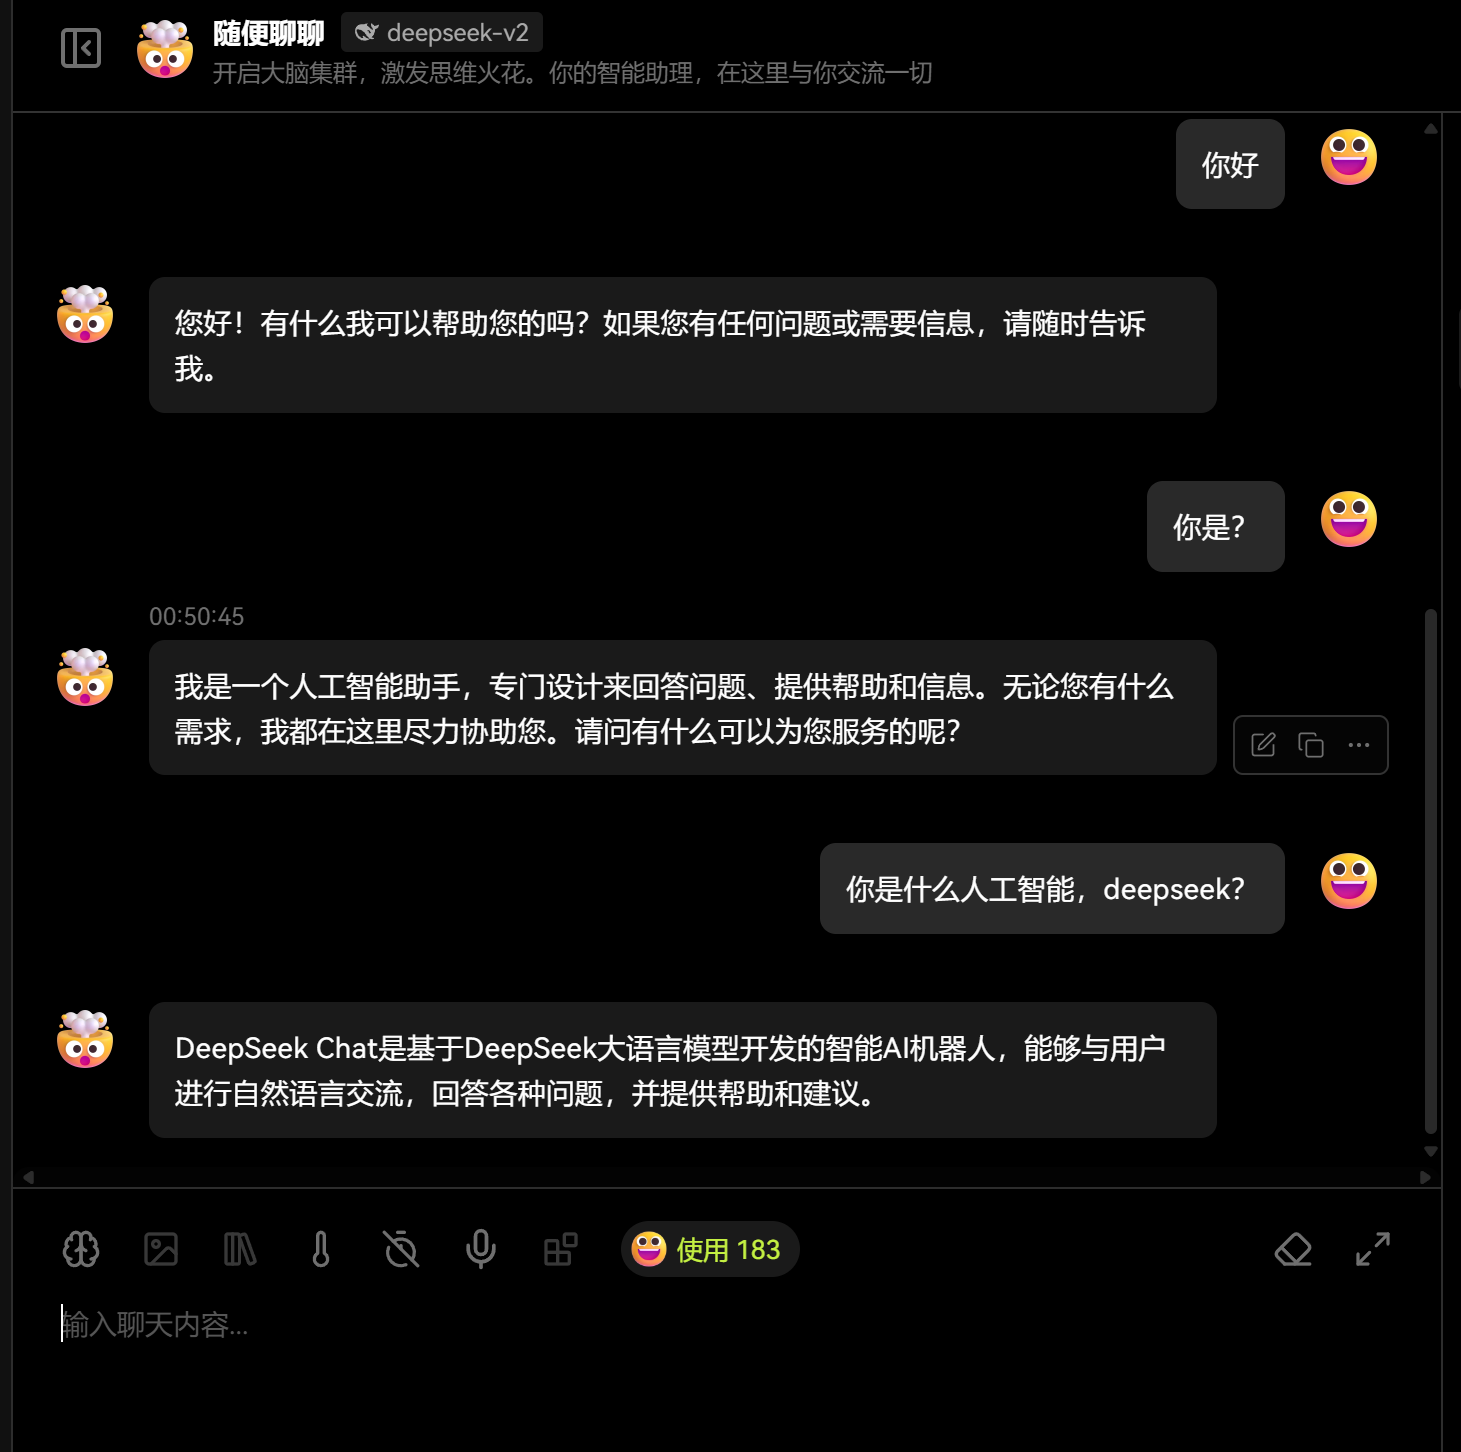 随便聊聊 deepseek-v2
开启大脑集群，激发思维火花。你的智能助理，在这里与你交流一切
你好
您好！有什么我可以帮助您的吗？如果您有任何问题或需要信息，请随时告诉
我。
你是？
00:50:45
我是一个人工智能助手，专门设计来回答问题、提供帮助和信息。无论您有什么
需求，我都在这里尽力协助您。请问有什么可以为您服务的呢？
你是什么人工智能，deepseek？
DeepSeek Chat是基于DeepSeek大语言模型开发的智能AI机器人，能够与用户
进行自然语言交流，回答各种问题，并提供帮助和建议。
使用 183
输入聊天内容...